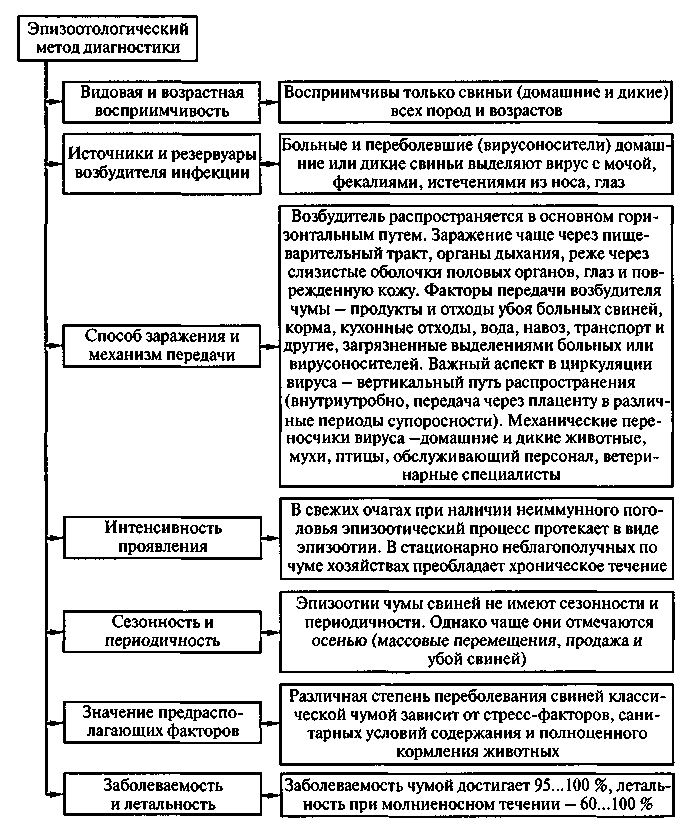 Эпизоотологический
метод диагностики
Видовая и возрастная
восприимчивость
Восприимчивы только свиньи (домашние и дикие)
всех пород и возрастов
Источники и резервуары
возбудителя инфекции
Больные и переболевшие (вирусоносители) домаш-
ние или дикие свиньи выделяют вирус с мочой,
фекалиями, истечениями из носа, глаз
Способ заражения и
механизм передачи
Возбудитель распространяется в основном гори-
зонтальным путем. Заражение чаще через пище-
варительный тракт, органы дыхания, реже через
слизистые оболочки половых органов, глаз и пов-
режденную кожу. Факторы передачи возбудителя
чумы – продукты и отходы убоя больных свиней,
корма, кухонные отходы, вода, навоз, транспорт и
другие, загрязненные выделениями больных или
вирусоносителей. Важный аспект в циркуляции
вируса – вертикальный путь распространения
(внутриутробно, передача через плаценту в различ-
ные периоды супоросности). Механические пере-
носчики вируса –домашние и дикие животные,
мухи, птицы, обслуживающий персонал, ветери-
нарные специалисты
Интенсивность
проявления
В свежих очагах при наличии неиммунного пого-
ловья эпизоотический процесс протекает в виде
эпизоотии. В стационарно неблагополучных по
чуме хозяйствах преобладает хроническое течение
Сезонность и
периодичность
Эпизоотии чумы свиней не имеют сезонности и
периодичности. Однако чаще они отмечаются
осенью (массовые перемещения, продажа и
убой свиней)
Значение предраспо-
лагающих факторов
Различная степень переболевания свиней класси-
ческой чумой зависит от стресс-факторов, сани-
тарных условий содержания и полноценного
кормления животных
Заболеваемость
и летальность
Заболеваемость чумой достигает 95...100 %, леталь-
ность при молниеносном течении – 60...100 %